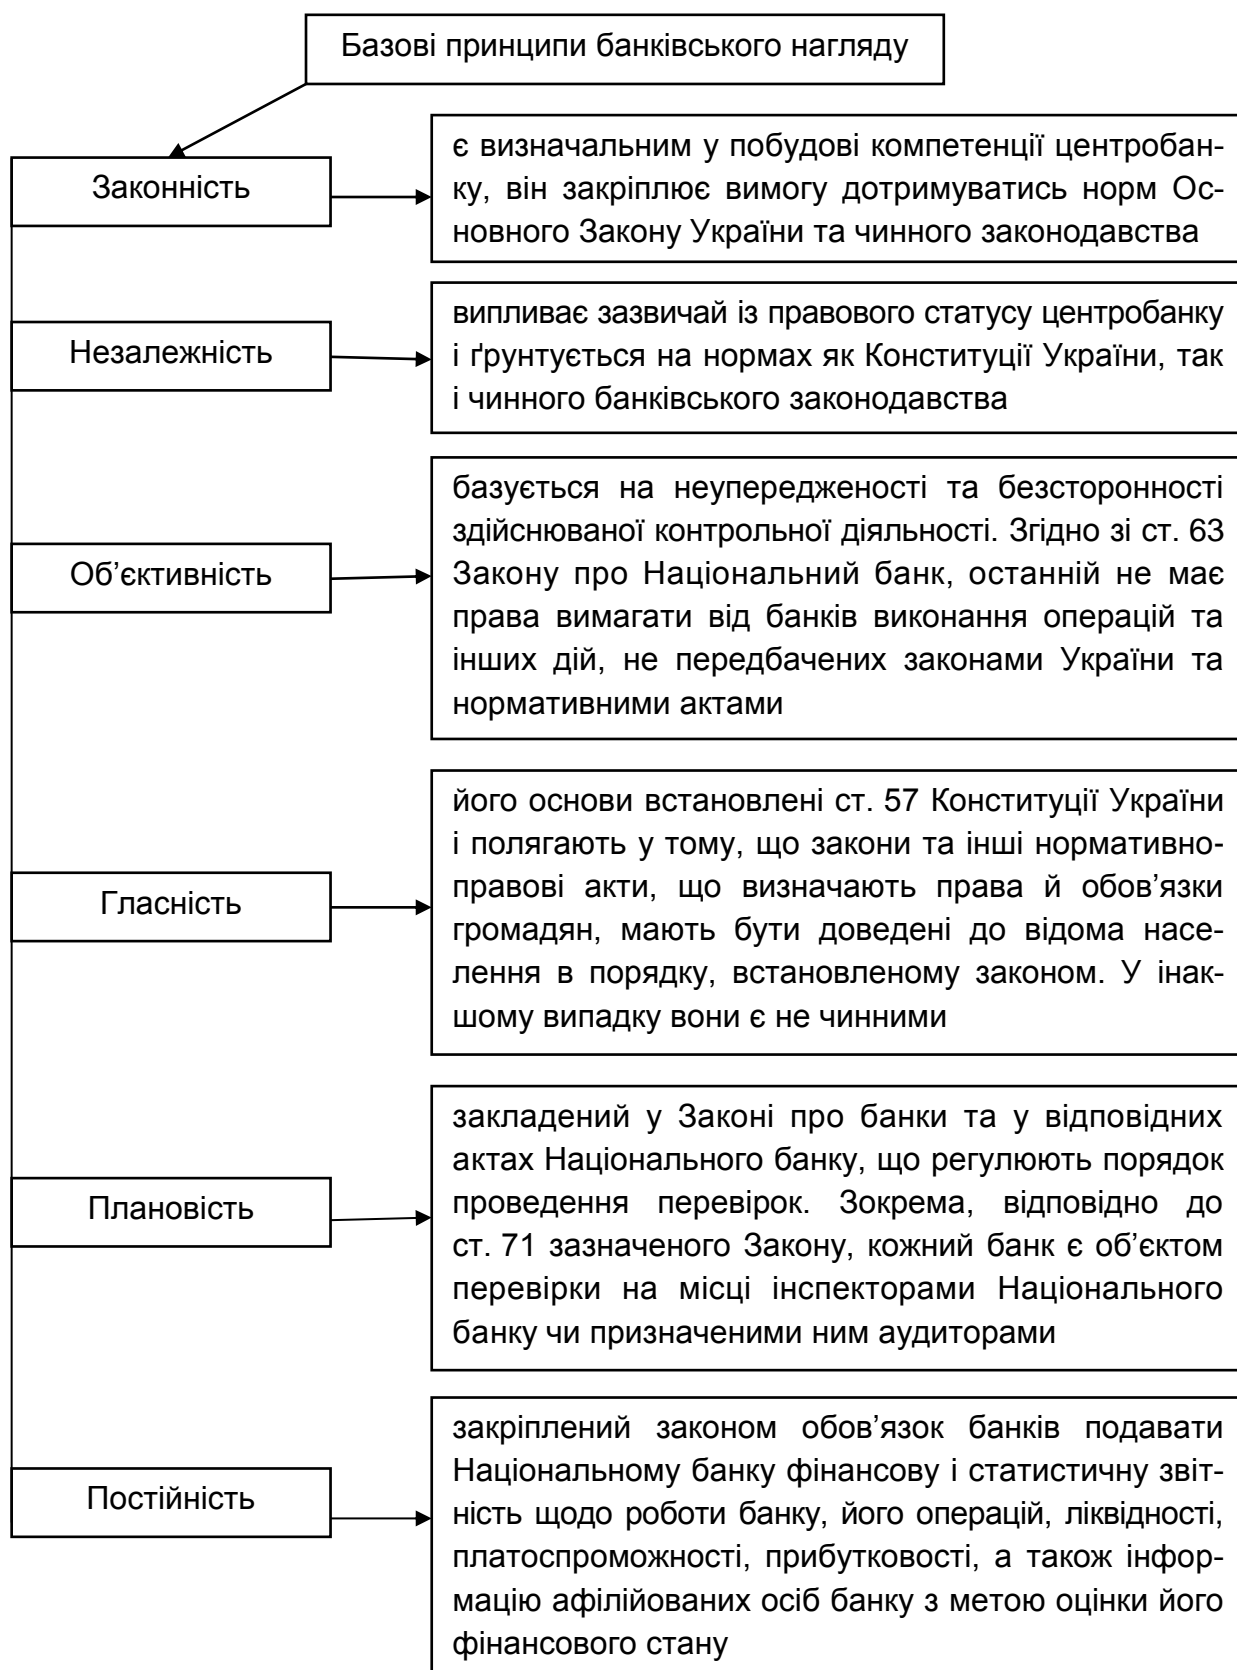 Базові принципи банківського нагляду
Законність
є визначальним у побудові компетенції центробан-
ку, він закріплює вимогу дотримуватись норм Ос-
новного Закону України та чинного законодавства
Незалежність
випливає зазвичай із правового статусу центробанку
і ґрунтується на нормах як Конституції України, так
і чинного банківського законодавства
Об’єктивність
базується на неупередженості та безсторонності
здійснюваної контрольної діяльності. Згідно зі ст. 63
Закону про Національний банк, останній не має
права вимагати від банків виконання операцій та
інших дій, не передбачених законами України та
нормативними актами
Гласність
його основи встановлені ст. 57 Конституції України
і полягають у тому, що закони та інші нормативно-
правові акти, що визначають права й обов’язки
громадян, мають бути доведені до відома насе-
лення в порядку, встановленому законом. У інак-
шому випадку вони є не чинними
Плановість
закладений у Законі про банки та у відповідних
актах Національного банку, що регулюють порядок
проведення перевірок. Зокрема, відповідно до
ст. 71 зазначеного Закону, кожний банк є об’єктом
перевірки на місці інспекторами Національного
банку чи призначеними ним аудиторами
Постійність
закріплений законом обов’язок банків подавати
Національному банку фінансову і статистичну звіт-
ність щодо роботи банку, його операцій, ліквідності,
платоспроможності, прибутковості, а також інфор-
мацію афілійованих осіб банку з метою оцінки його
фінансового стану